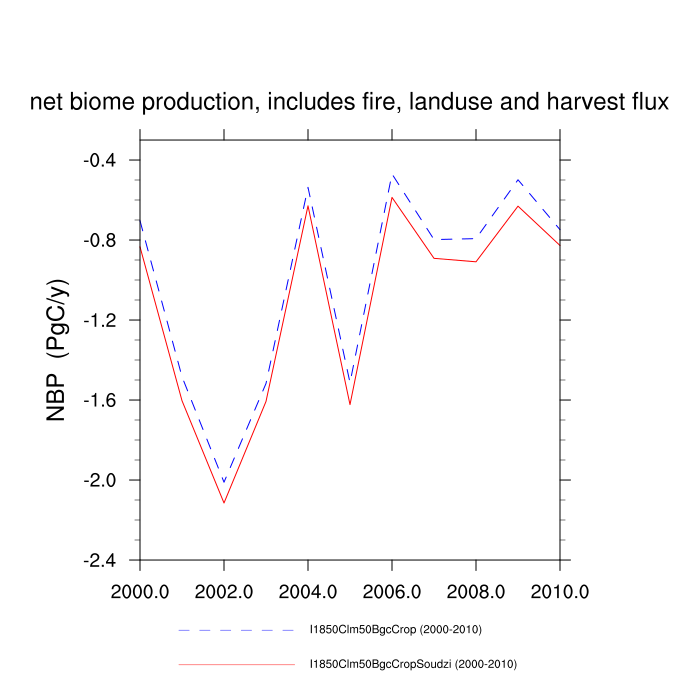 net biome production, includes fire, landuse and harvest flux
NBP (PgC/y)
-0.4
-0.8
-1.2
-1.6
-2.0
-2.4
2000.0 2002.0 2004.0 2006.0 2008.0 2010.0
I1850Clm50BgcCrop (2000-2010)
I1850Clm50BgcCropSoudzi (2000-2010)